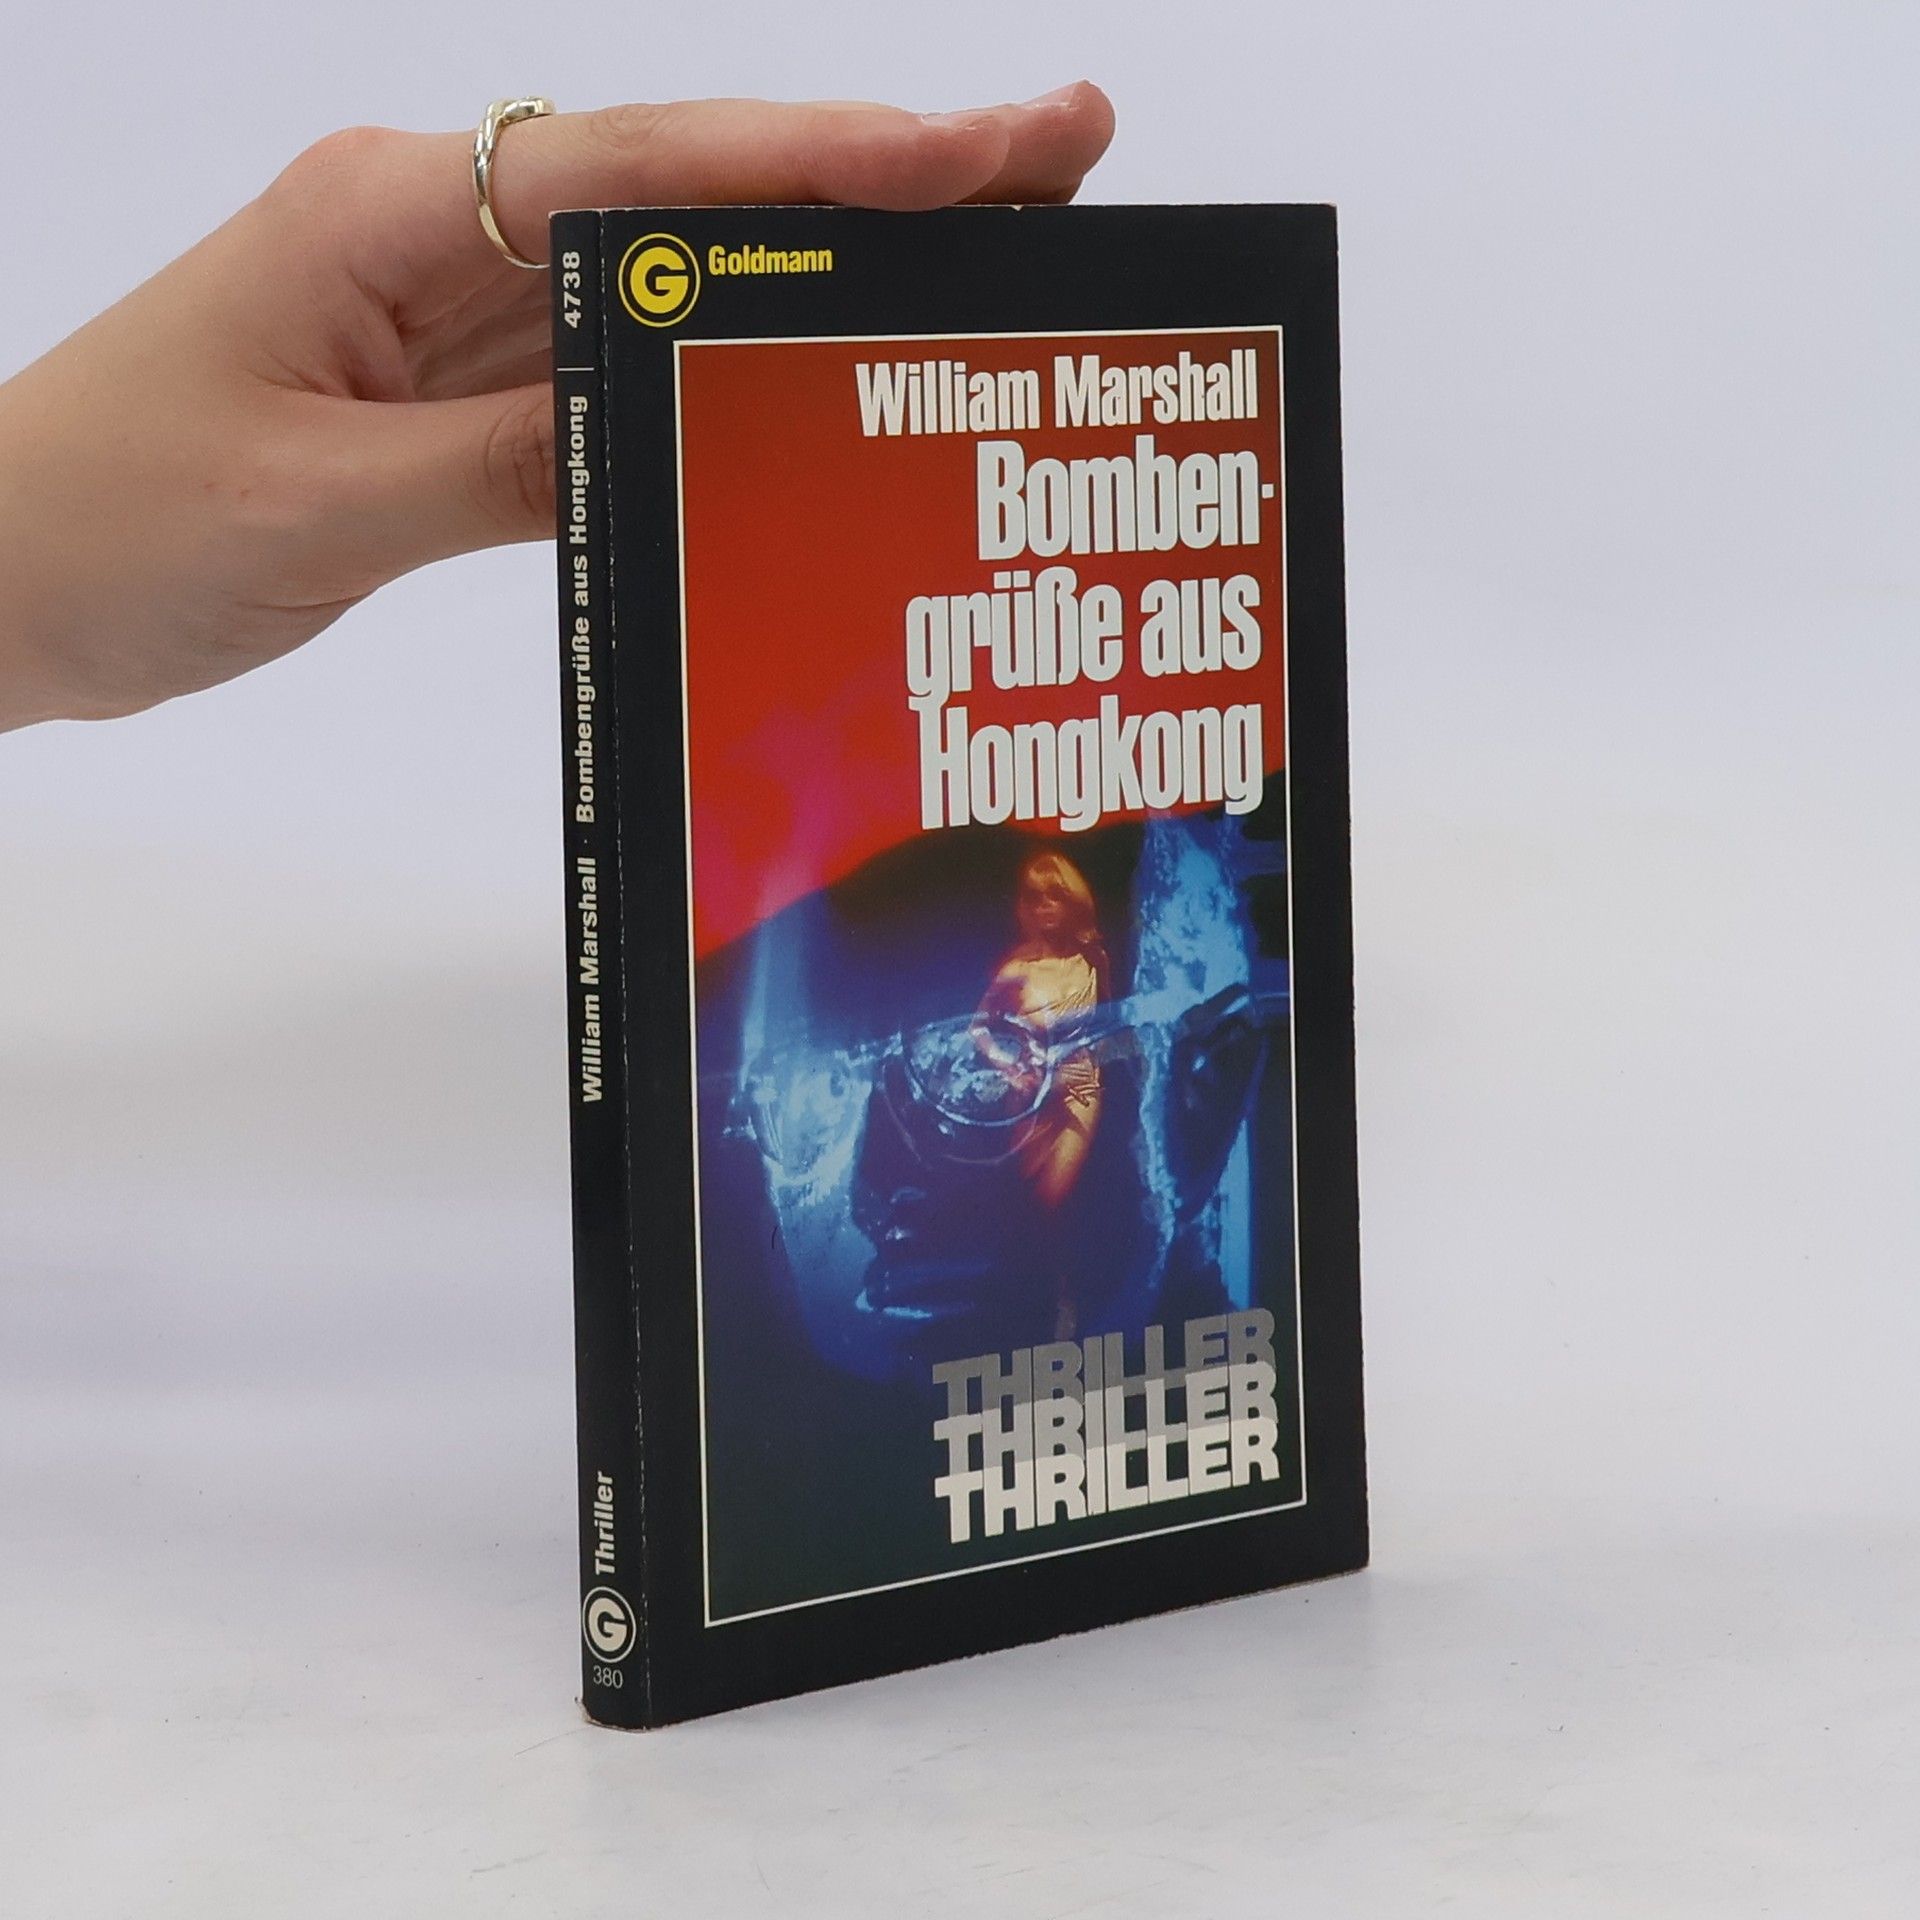 Goldmann
William Marshall
Bomben-
grüße aus
Hongkong
THRILLER
THRILLER
THRILLER
4738
William Marshall · Bombengrüße aus Hongkong
Thriller
G
380
G